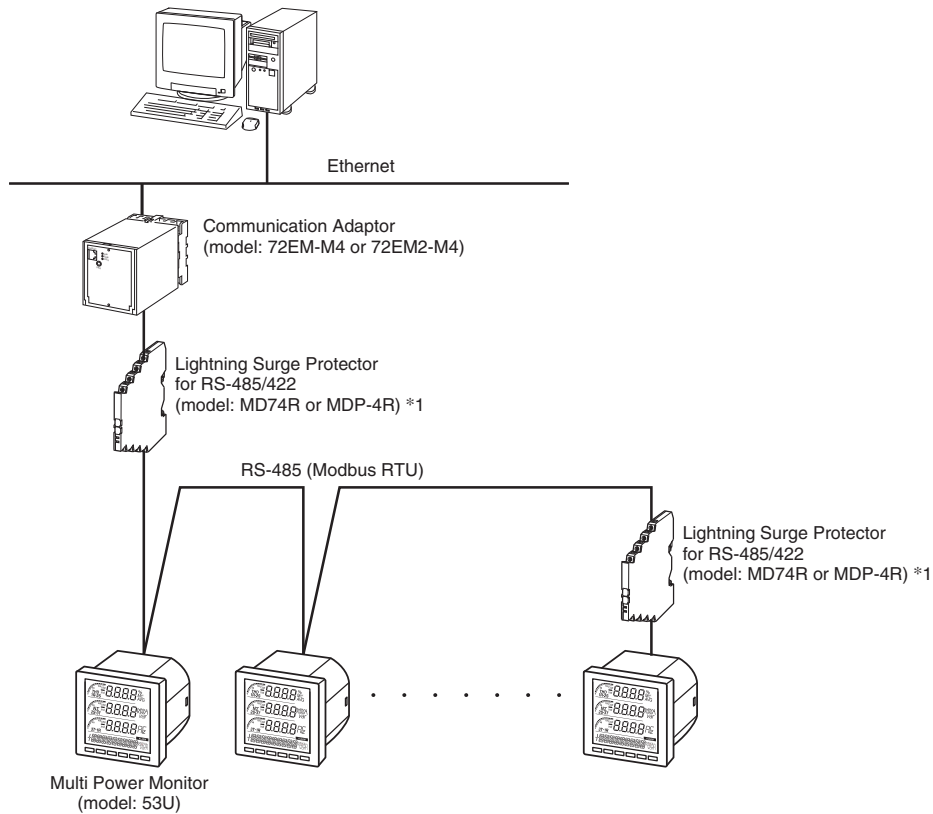 Ethernet
Communication Adaptor
(model: 72EM-M4 or 72EM2-M4)
Lightning Surge Protector
for RS-485/422
(model: MD74R or MDP-4R) *1
RS-485 (Modbus RTU)
Lightning Surge Protector
for RS-485/422
(model: MD74R or MDP-4R) *1
Multi Power Monitor
(model: 53U)